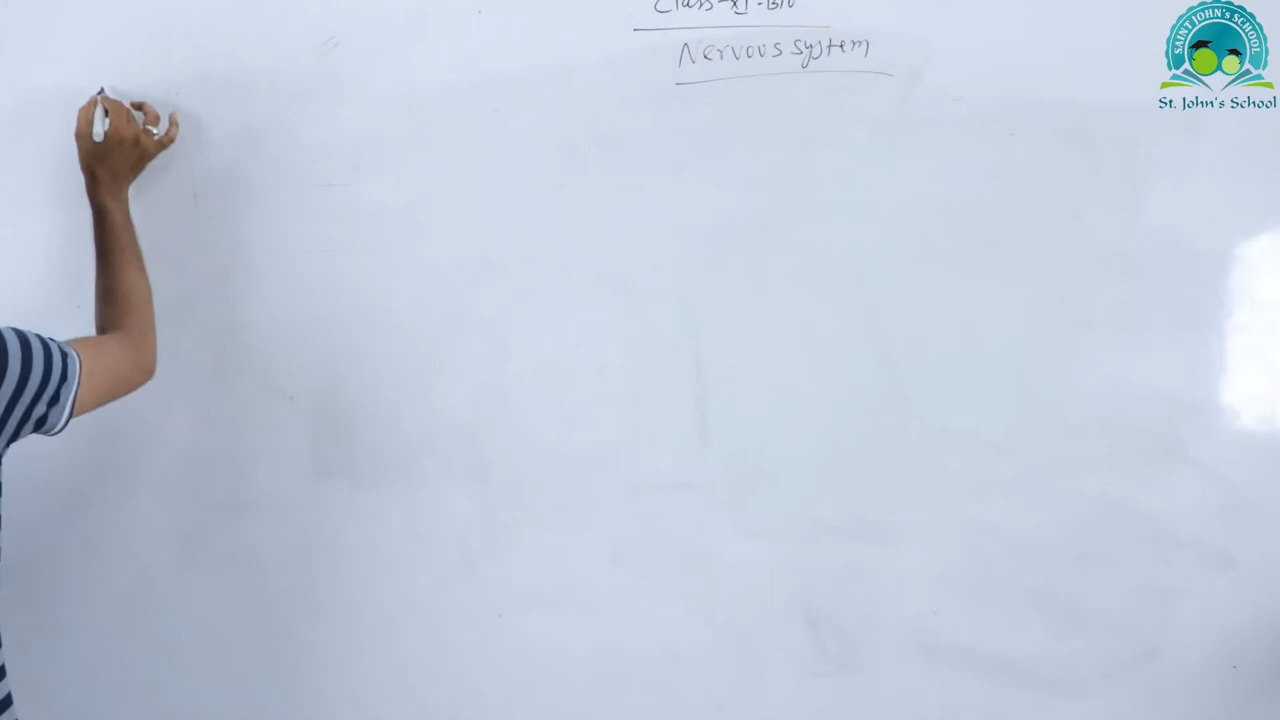 Class-XI-Bio
Nervous system
SAINT JOHN'S SCHOOL
St. John's School